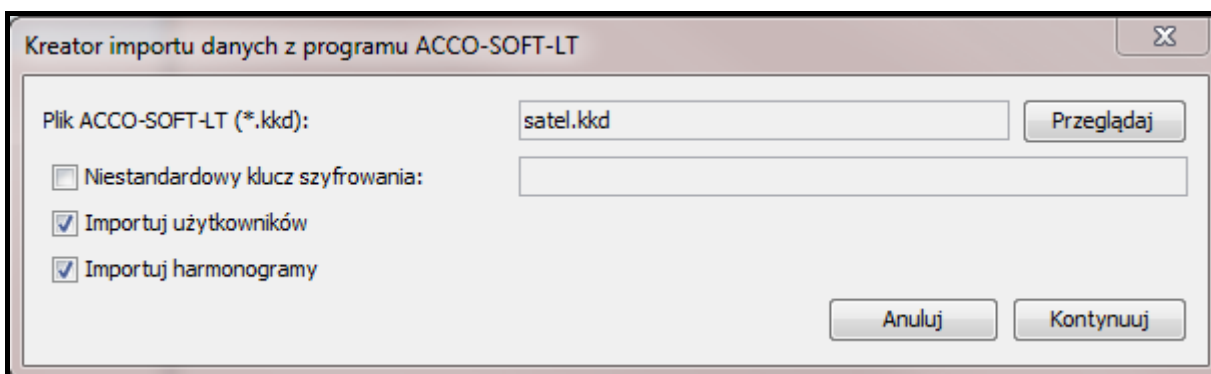 Kreator importu danych z programu ACCO-SOFT-LT
Plik ACCO-SOFT-LT (*.kkd): satel.kkd Przeglądaj
Niestandardowy klucz szyfrowania:
Importuj użytkowników
Importuj harmonogramy
Anuluj Kontynuuj